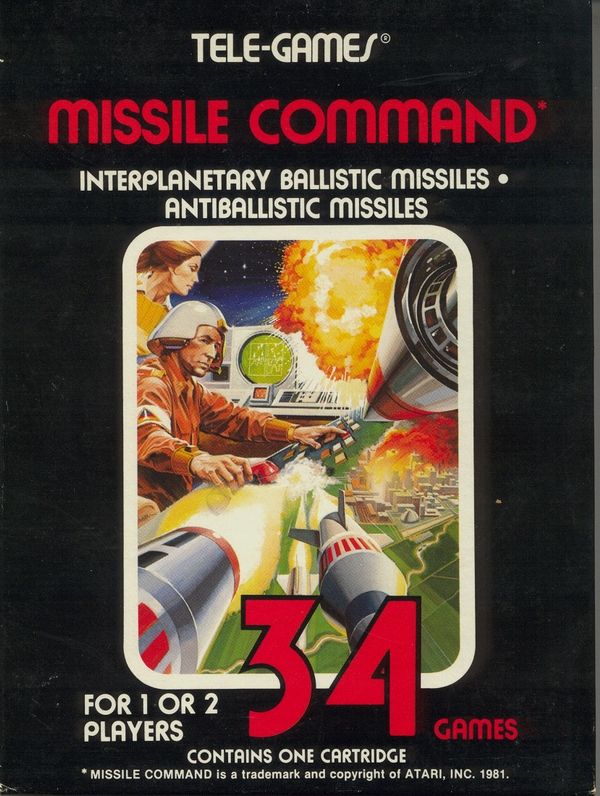 TELE-GAMES®
MISSILE COMMAND*
INTERPLANETARY BALLISTIC MISSILES •
ANTIBALLISTIC MISSILES
34
FOR 1 OR 2
PLAYERS
GAMES
CONTAINS ONE CARTRIDGE
* MISSILE COMMAND is a trademark and copyright of ATARI, INC. 1981.